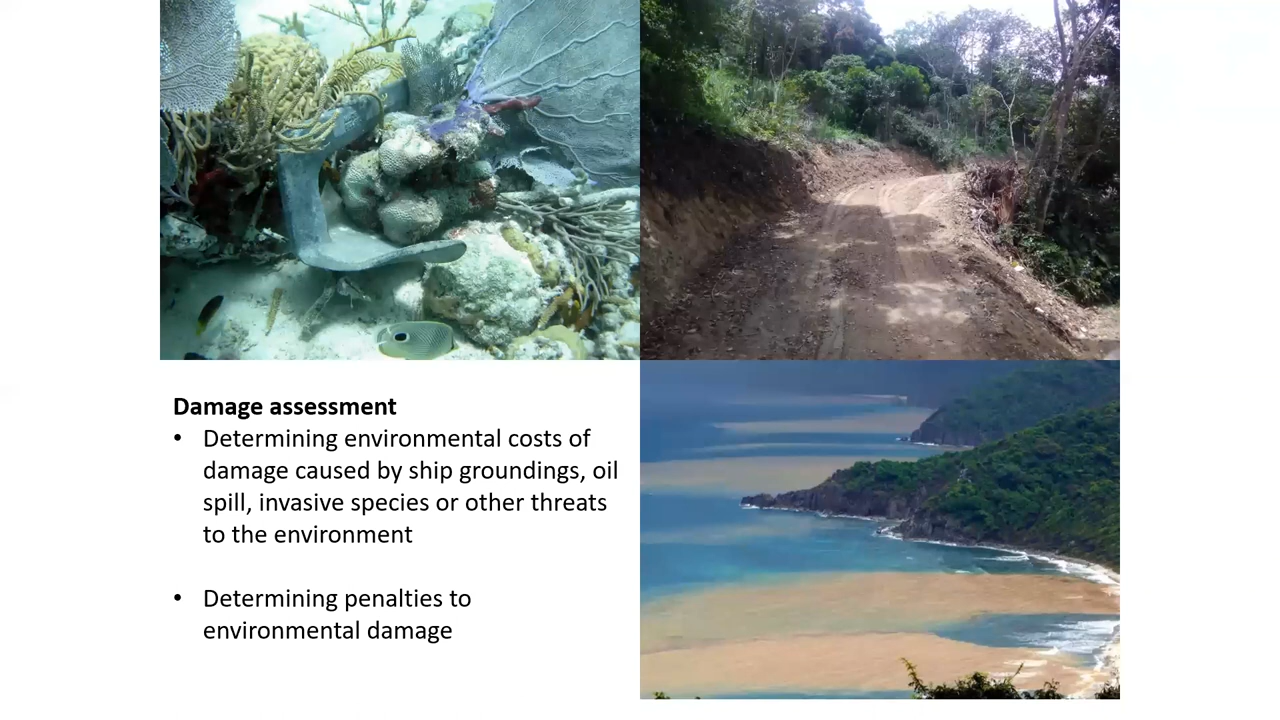 Damage assessment
• Determining environmental costs of
damage caused by ship groundings, oil
spill, invasive species or other threats
to the environment
• Determining penalties to
environmental damage